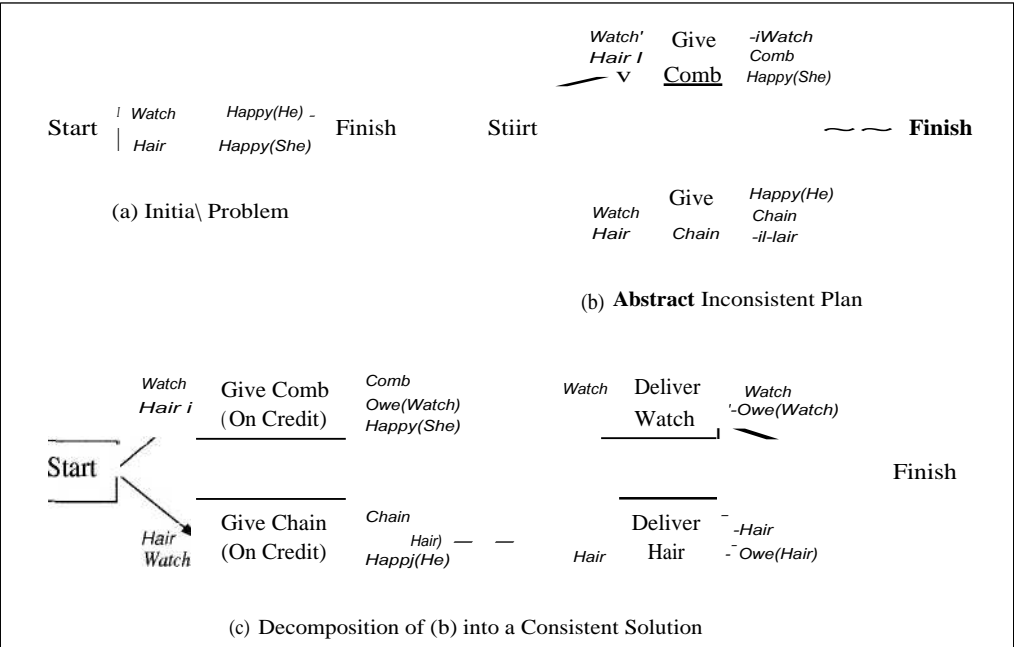 Watch' Give -iWatch
Hair I Comb
V Comb Happy(She)
Start Watch Happy(He) Finish Stiirt Finish
Hair Happy(She)
(a) Initia\ Problem
Give Happy(He)
Watch Chain
Hair Chain -il-lair
(b) Abstract Inconsistent Plan
Watch Give Comb Comb Watch Deliver Watch
Hair i (On Credit) Owe(Watch) Watch '-Owe(Watch)
Happy(She)
Start Finish
Hair Give Chain Chain Deliver -Hair
Watch (On Credit) Hair) Hair Hair - Owe(Hair)
Happj(He)
(c) Decomposition of (b) into a Consistent Solution